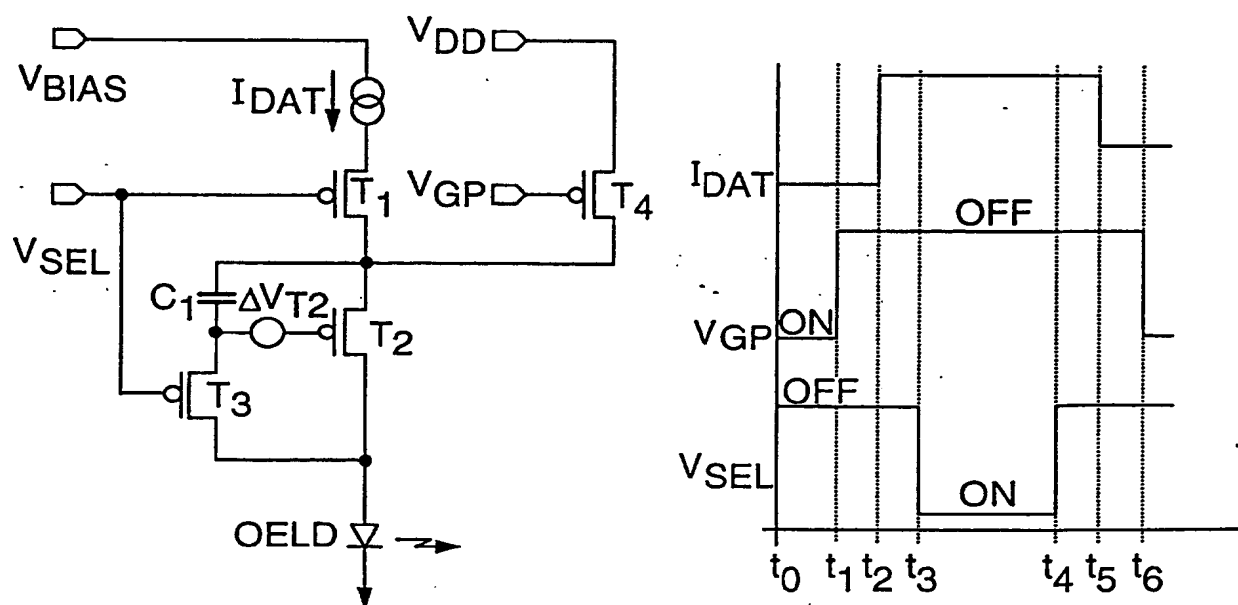 VBIAS
IDAT
VDD
T1
VGP
T4
VSEL
C1
ΔVT2
T2
T3
OELD
IDAT
OFF
VGP
ON
OFF
VSEL
ON
t0 t1 t2 t3 t4 t5 t6